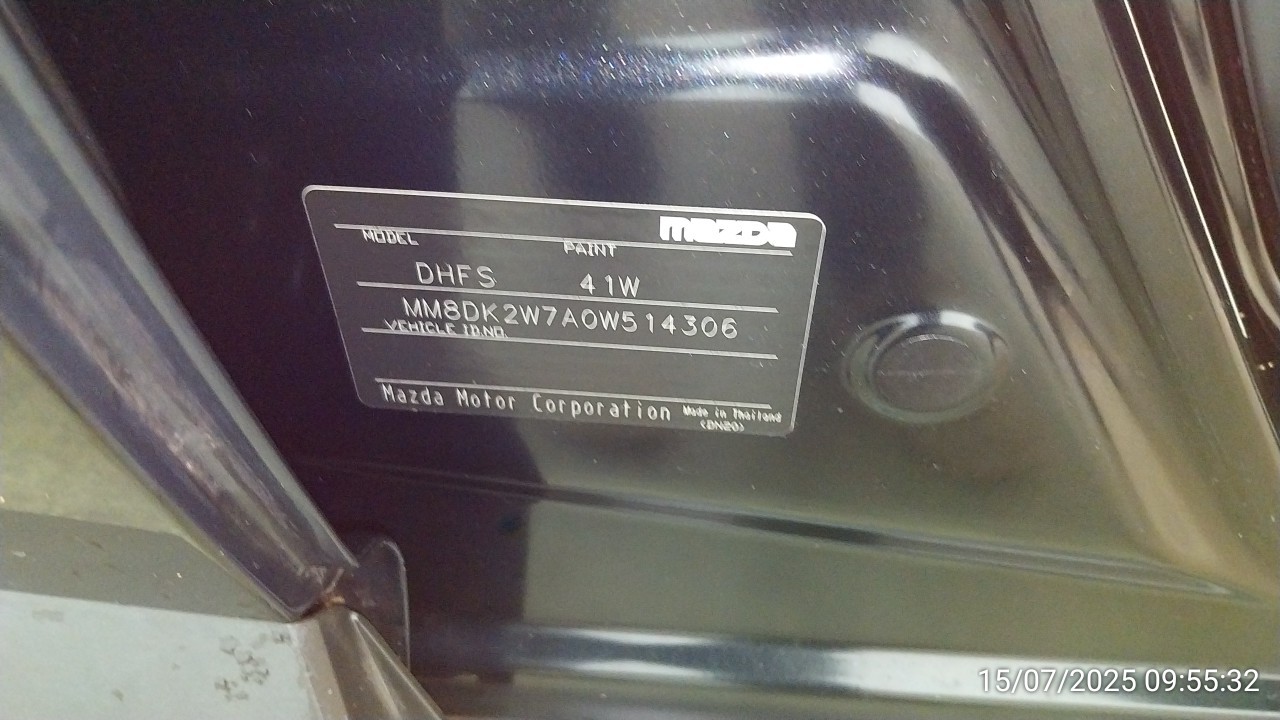 mazda
MODEL PAINT
DHFS 41W
MM8DK2W7A0W514306
VEHICLE ID.NO.
Mazda Motor Corporation Made in Thailand
(DN20)
15/07/2025 09:55:32